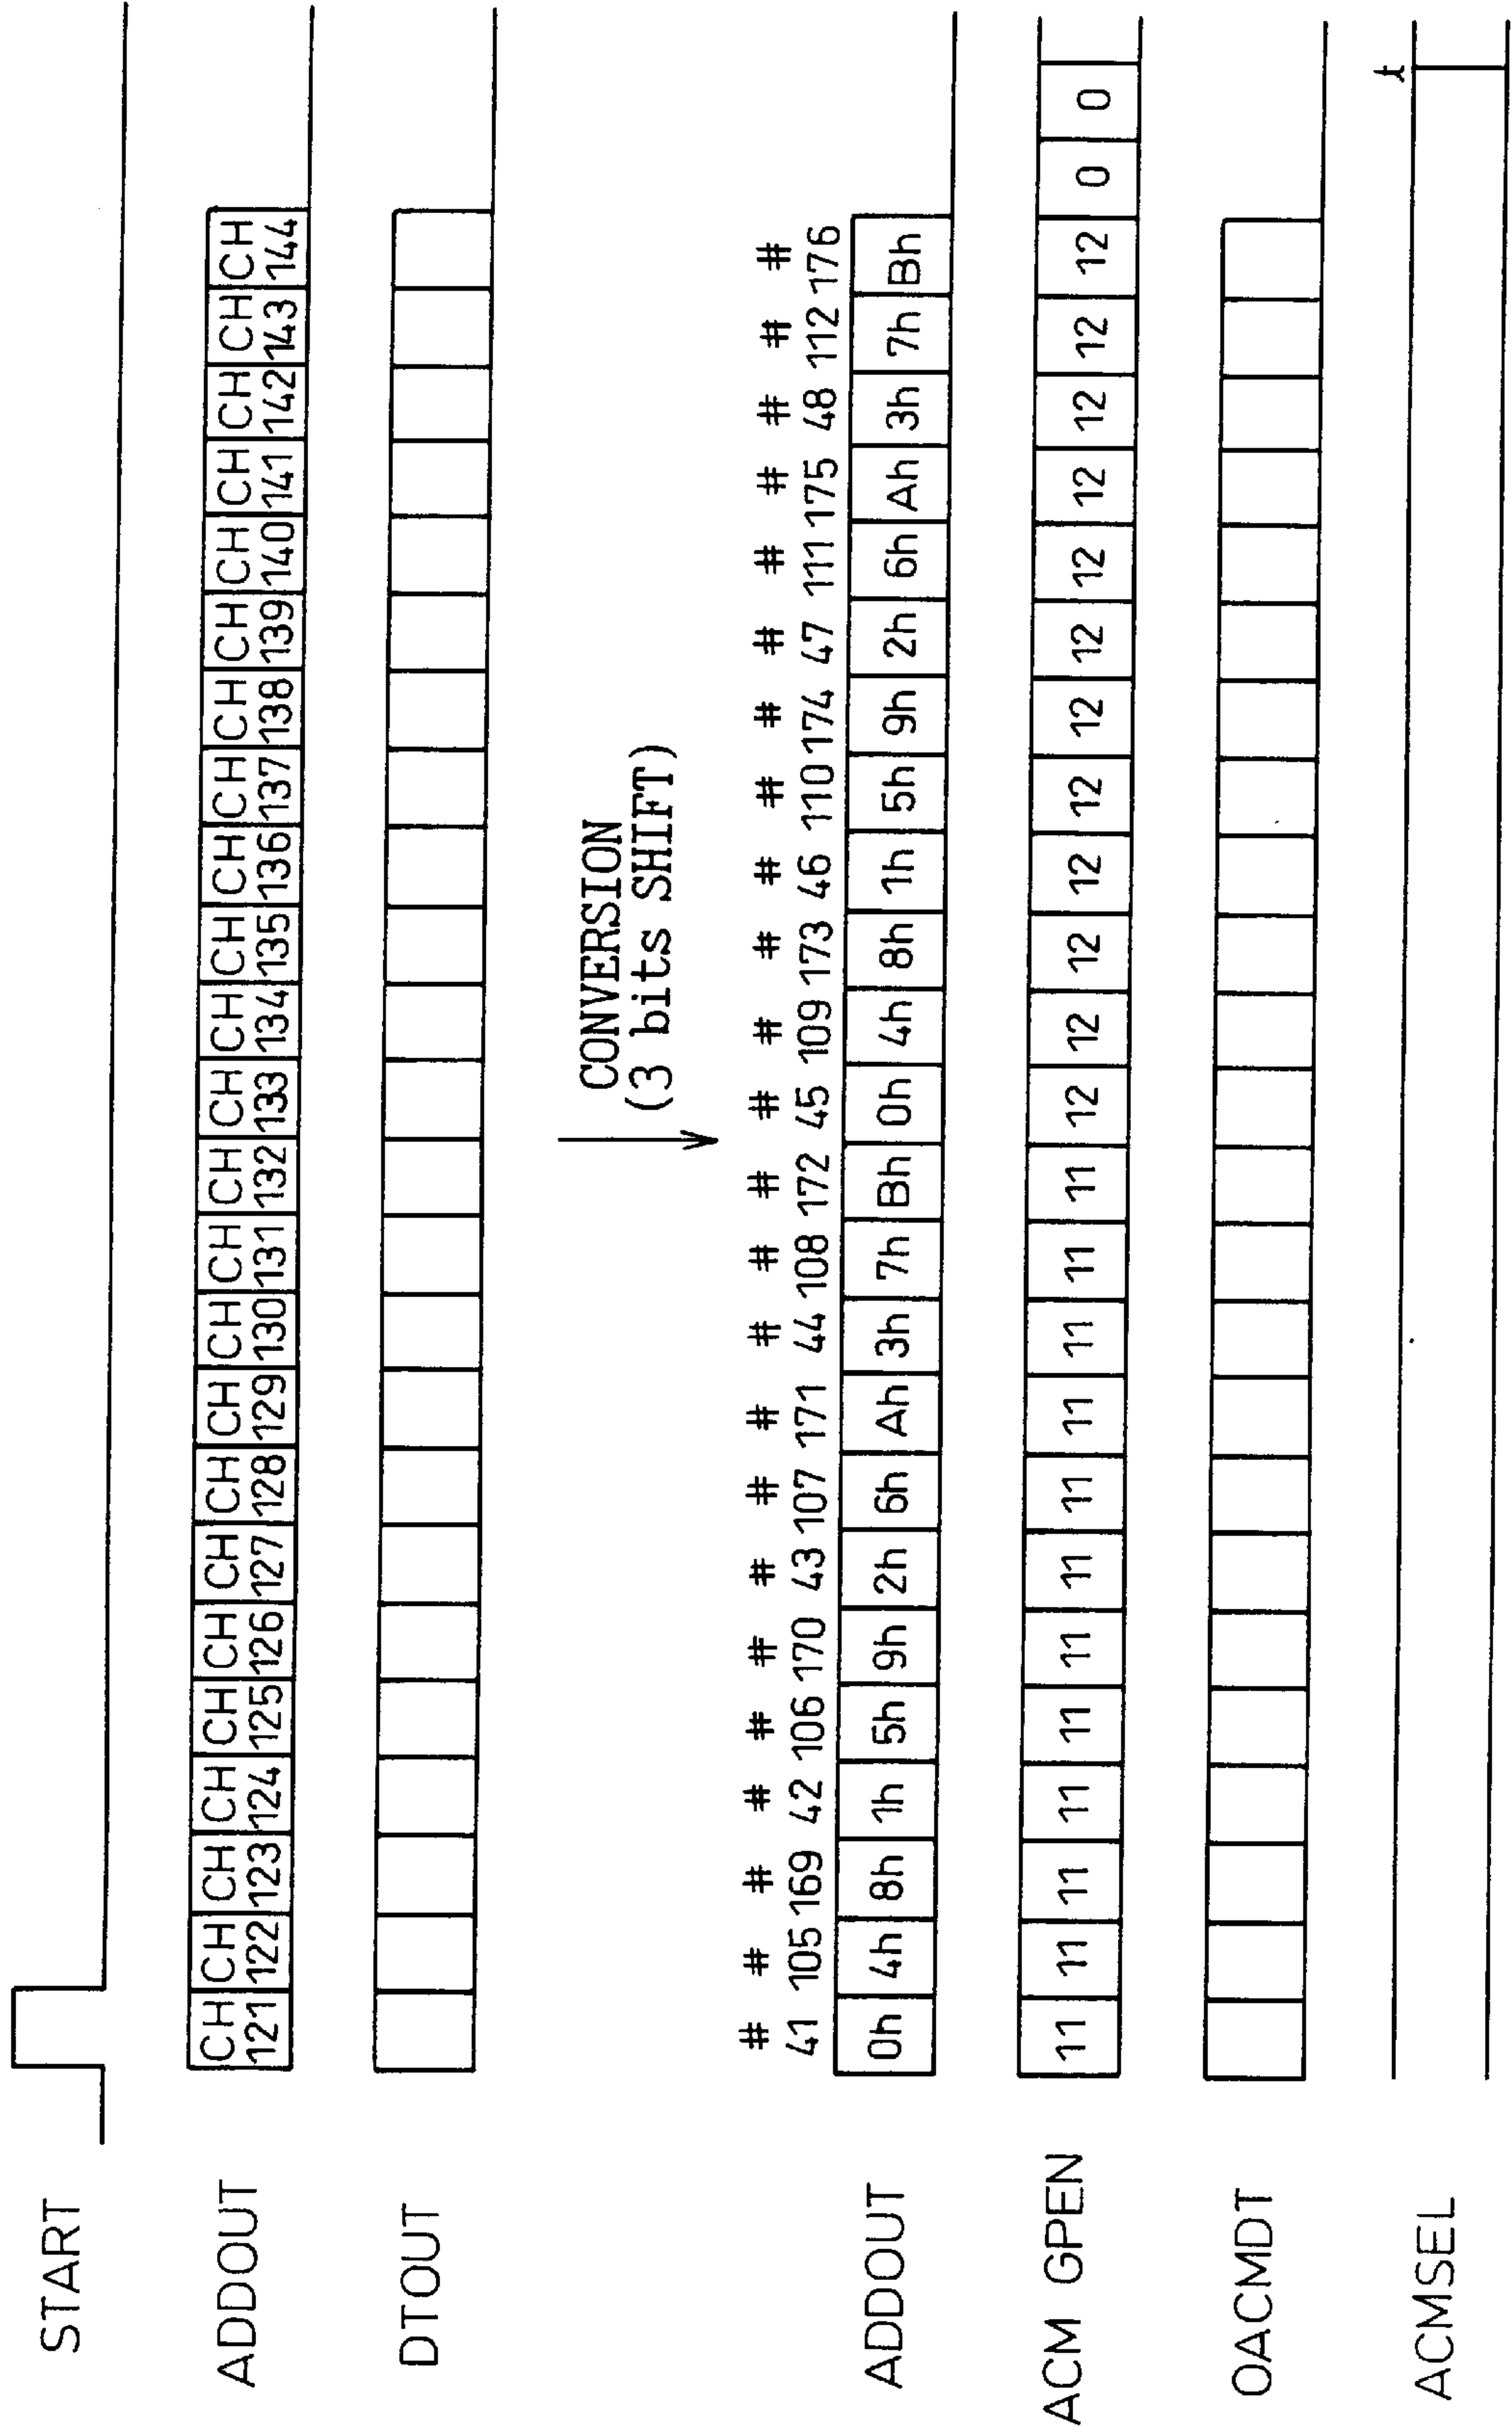 START
ADDOUT
CH CH CH CH CH CH CH CH CH CH CH CH CH CH CH CH CH CH CH CH CH CH CH CH
121 122 123 124 125 126 127 128 129 130 131 132 133 134 135 136 137 138 139 140 141 142 143 144
DTOUT
CONVERSION
(3 bits SHIFT)
# # # # # # # # # # # # # # # # # # # # # # # #
41 105 169 42 106 170 43 107 171 44 108 172 45 109 173 46 110 174 47 111 175 48 112 176
ADDOUT 0h 4h 8h 1h 5h 9h 2h 6h Ah 3h 7h Bh 0h 4h 8h 1h 5h 9h 2h 6h Ah 3h 7h Bh
ACM GPEN 11 11 11 11 11 11 11 11 11 11 11 11 12 12 12 12 12 12 12 12 12 12 12 12 0 0
OACMDT
t
ACMSEL